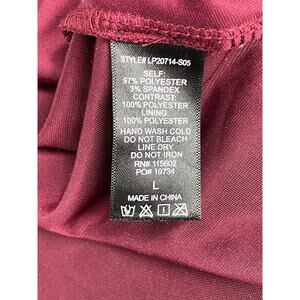 STYLE# LP20714-S05
SELF:
97% POLYESTER
3% SPANDEX
CONTRAST:
100% POLYESTER
LINING:
100% POLYESTER
HAND WASH COLD
DO NOT BLEACH
LINE DRY
DO NOT IRON
RN# 115602
PO# 19734
L
MADE IN CHINA